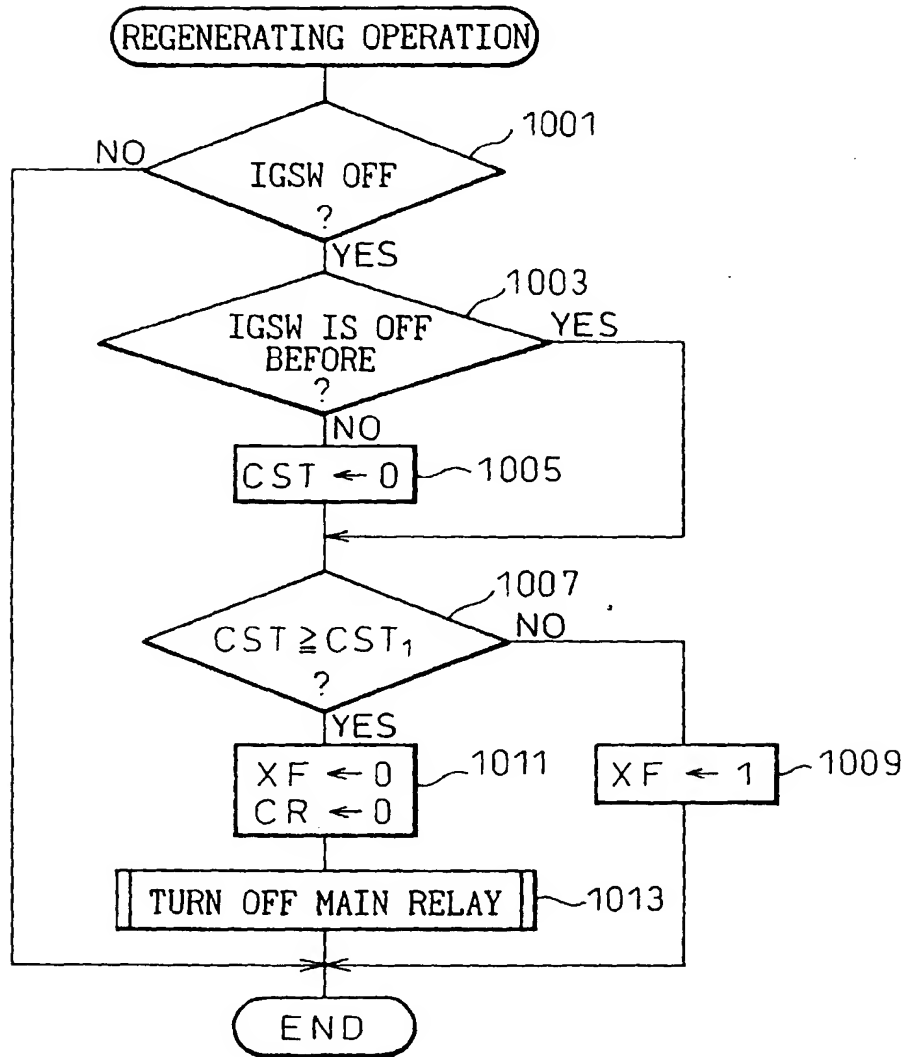 REGENERATING OPERATION
1001
NO
IGSW OFF
?
YES
1003
IGSW IS OFF
BEFORE
?
YES
NO
CST ← 0
1005
1007
CST ≧ CST₁
?
NO
YES
XF ← 0
CR ← 0
1011
XF ← 1
1009
TURN OFF MAIN RELAY
1013
END